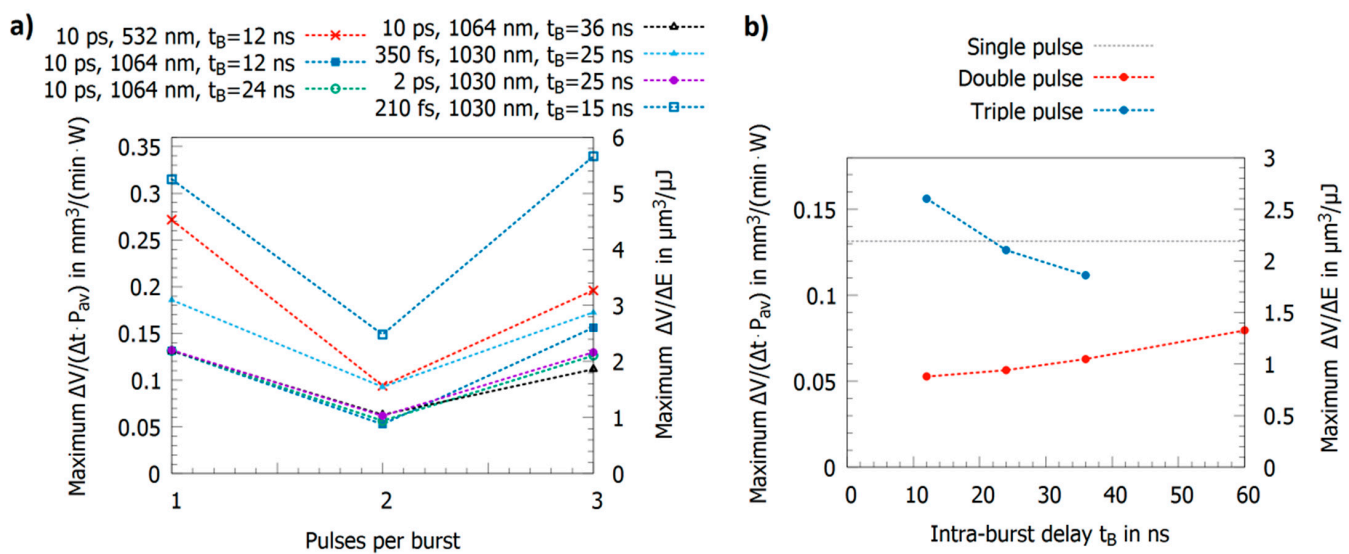 a)
10 ps, 532 nm, tB=12 ns
10 ps, 1064 nm, tB=12 ns
10 ps, 1064 nm, tB=24 ns
10 ps, 1064 nm, tB=36 ns
350 fs, 1030 nm, tB=25 ns
2 ps, 1030 nm, tB=25 ns
210 fs, 1030 nm, tB=15 ns
Maximum ΔV/(Δt· Pav) in mm³/(min·W)
0.35
0.3
0.25
0.2
0.15
0.1
0.05
0
6
5
4
3
2
1
0
Maximum ΔV/ΔE in µm³/µJ
1 2 3
Pulses per burst
b)
Single pulse
Double pulse
Triple pulse
Maximum ΔV/(Δt· Pav) in mm³/(min·W)
0.15
0.1
0.05
0
3
2.5
2
1.5
1
0.5
0
Maximum ΔV/ΔE in µm³/µJ
0 10 20 30 40 50 60
Intra-burst delay tB in ns